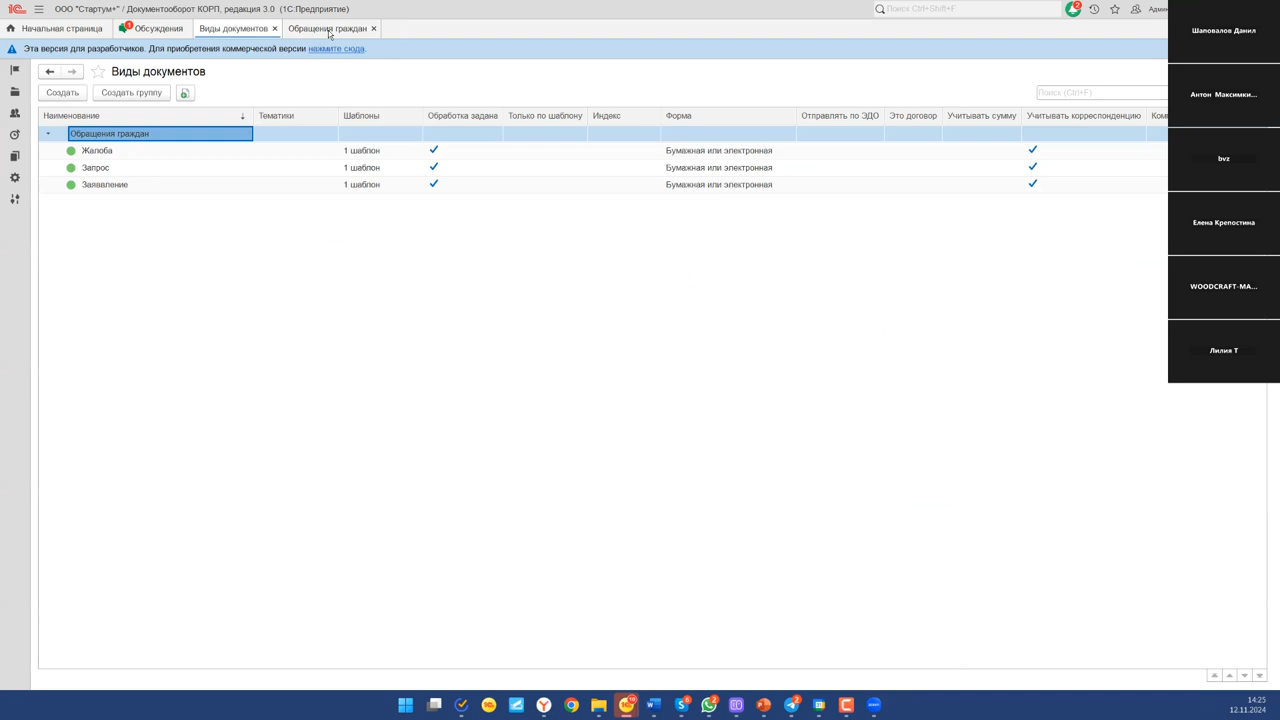 ООО "Стартум+" / Документооборот КОРП, редакция 3.0 (1С:Предприятие)
Поиск Ctrl+Shift+F
2
Начальная страница
1
Обсуждения
Виды документов ×
Обращения граждан ×
Эта версия для разработчиков. Для приобретения коммерческой версии нажмите сюда.
Виды документов
Создать
Создать группу
Поиск (Ctrl+F)
Наименование Тематики Шаблоны Обработка задана Только по шаблону Индекс Форма Отправлять по ЭДО Это договор Учитывать сумму Учитывать корреспонденцию
Обращения граждан
Жалоба 1 шаблон Бумажная или электронная
Запрос 1 шаблон Бумажная или электронная
Заяввление 1 шаблон Бумажная или электронная
Шаповалов Данил
Антон Максимки...
bvz
Елена Крепостина
WOODCRAFT-MA...
Лилия Т
14:25
12.11.2024